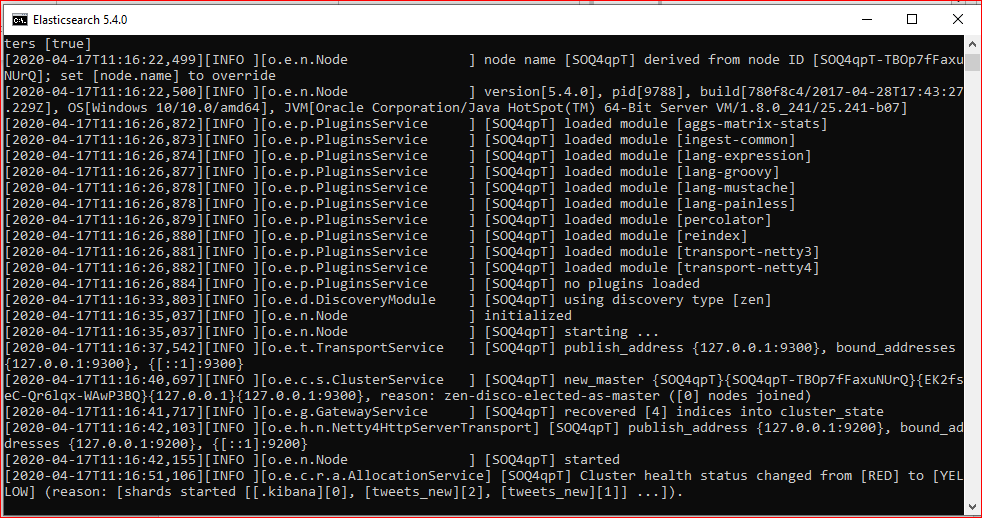 Elasticsearch 5.4.0
ters [true]
[2020-04-17T11:16:22,499][INFO ][o.e.n.Node               ] node name [SOQ4qpT] derived from node ID [SOQ4qpT-TBOp7fFaxu
NUrQ]; set [node.name] to override
[2020-04-17T11:16:22,500][INFO ][o.e.n.Node               ] version[5.4.0], pid[9788], build[780f8c4/2017-04-28T17:43:27
.229Z], OS[Windows 10/10.0/amd64], JVM[Oracle Corporation/Java HotSpot(TM) 64-Bit Server VM/1.8.0_241/25.241-b07]
[2020-04-17T11:16:26,872][INFO ][o.e.p.PluginsService     ] [SOQ4qpT] loaded module [aggs-matrix-stats]
[2020-04-17T11:16:26,873][INFO ][o.e.p.PluginsService     ] [SOQ4qpT] loaded module [ingest-common]
[2020-04-17T11:16:26,874][INFO ][o.e.p.PluginsService     ] [SOQ4qpT] loaded module [lang-expression]
[2020-04-17T11:16:26,877][INFO ][o.e.p.PluginsService     ] [SOQ4qpT] loaded module [lang-groovy]
[2020-04-17T11:16:26,878][INFO ][o.e.p.PluginsService     ] [SOQ4qpT] loaded module [lang-mustache]
[2020-04-17T11:16:26,878][INFO ][o.e.p.PluginsService     ] [SOQ4qpT] loaded module [lang-painless]
[2020-04-17T11:16:26,879][INFO ][o.e.p.PluginsService     ] [SOQ4qpT] loaded module [percolator]
[2020-04-17T11:16:26,880][INFO ][o.e.p.PluginsService     ] [SOQ4qpT] loaded module [reindex]
[2020-04-17T11:16:26,881][INFO ][o.e.p.PluginsService     ] [SOQ4qpT] loaded module [transport-netty3]
[2020-04-17T11:16:26,882][INFO ][o.e.p.PluginsService     ] [SOQ4qpT] loaded module [transport-netty4]
[2020-04-17T11:16:26,884][INFO ][o.e.p.PluginsService     ] [SOQ4qpT] no plugins loaded
[2020-04-17T11:16:33,803][INFO ][o.e.d.DiscoveryModule    ] [SOQ4qpT] using discovery type [zen]
[2020-04-17T11:16:35,037][INFO ][o.e.n.Node               ] initialized
[2020-04-17T11:16:35,037][INFO ][o.e.n.Node               ] [SOQ4qpT] starting ...
[2020-04-17T11:16:37,542][INFO ][o.e.t.TransportService   ] [SOQ4qpT] publish_address {127.0.0.1:9300}, bound_addresses
{127.0.0.1:9300}, {[::1]:9300}
[2020-04-17T11:16:40,697][INFO ][o.e.c.s.ClusterService   ] [SOQ4qpT] new_master {SOQ4qpT}{SOQ4qpT-TBOp7fFaxuNUrQ}{EK2fs
eC-Qr6lqx-WAwP3BQ}{127.0.0.1}{127.0.0.1:9300}, reason: zen-disco-elected-as-master ([0] nodes joined)
[2020-04-17T11:16:41,717][INFO ][o.e.g.GatewayService     ] [SOQ4qpT] recovered [4] indices into cluster_state
[2020-04-17T11:16:42,103][INFO ][o.e.h.n.Netty4HttpServerTransport] [SOQ4qpT] publish_address {127.0.0.1:9200}, bound_ad
dresses {127.0.0.1:9200}, {[::1]:9200}
[2020-04-17T11:16:42,155][INFO ][o.e.n.Node               ] [SOQ4qpT] started
[2020-04-17T11:16:51,106][INFO ][o.e.c.r.a.AllocationService] [SOQ4qpT] Cluster health status changed from [RED] to [YEL
LOW] (reason: [shards started [[.kibana][0], [tweets_new][2], [tweets_new][1]] ...]).